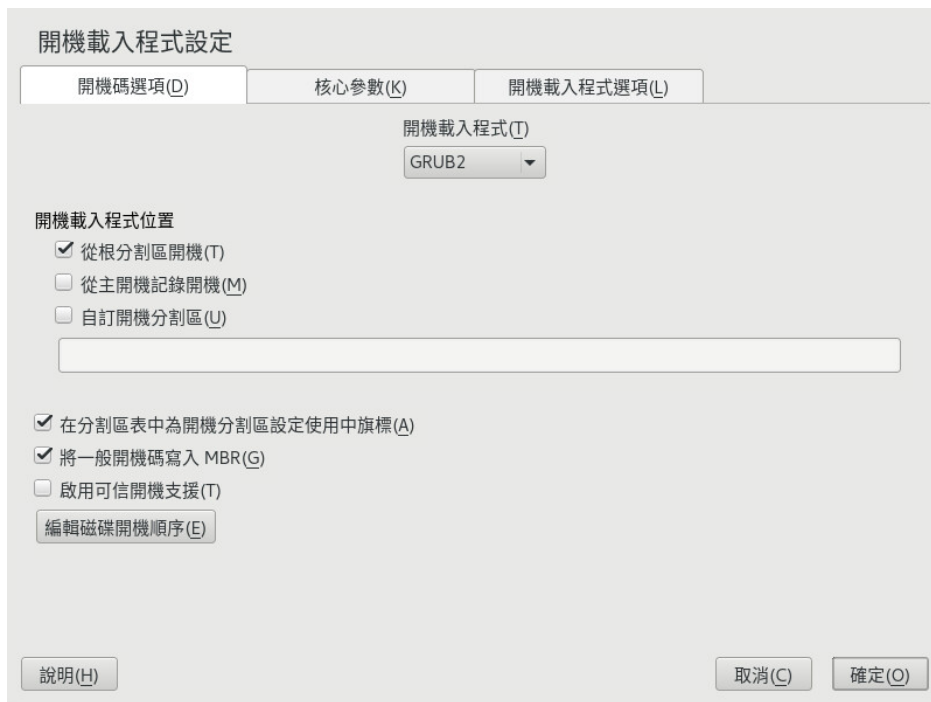 開機載入程式設定
開機碼選項(D) 核心參數(K) 開機載入程式選項(L)
開機載入程式(T)
GRUB2
開機載入程式位置
從根分割區開機(T)
從主開機記錄開機(M)
自訂開機分割區(U)
在分割區表中為開機分割區設定使用中旗標(A)
將一般開機碼寫入 MBR(G)
啟用可信開機支援(T)
編輯磁碟開機順序(E)
說明(H) 取消(C) 確定(O)